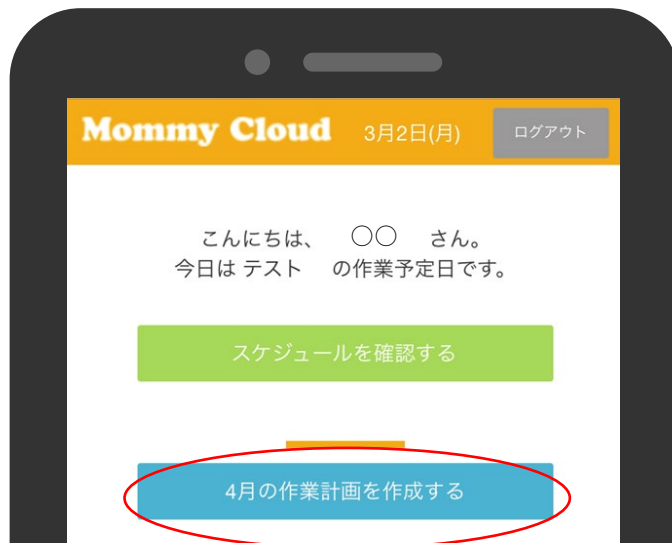 Mommy Cloud 3月2日(月) ログアウト
こんにちは、 〇〇 さん。
今日は テスト の作業予定日です。
スケジュールを確認する
4月の作業計画を作成する